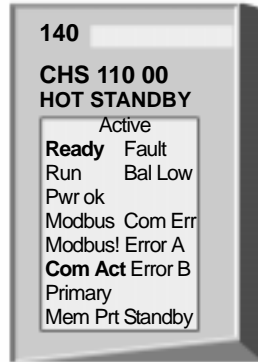 140
CHS 110 00
HOT STANDBY
Active
Ready Fault
Run Bal Low
Pwr ok
Modbus Com Err
Modbus! Error A
Com Act Error B
Primary
Mem Prt Standby